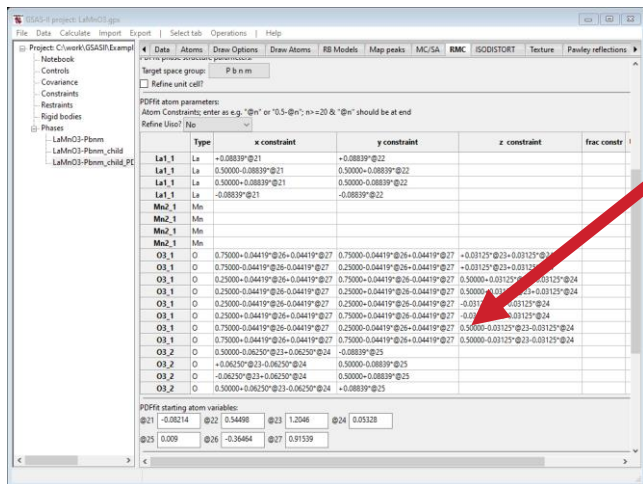 GSAS-II project: LaMnO3.gpx
File Data Calculate Import Export | Select tab Operations | Help
Project: C:\work\GSASII\Exampl
Notebook
Controls
Covariance
Constraints
Restraints
Rigid bodies
Phases
LaMnO3-Pbnm
LaMnO3-Pbnm_child
LaMnO3-Pbnm_child_PD
Data Atoms Draw Options Draw Atoms RB Models Map peaks MC/SA RMC ISODISTORT Texture Pawley reflections
Target space group: P b n m
Refine unit cell?
PDFfit atom parameters:
Atom Constraints; enter as e.g. "@n" or "0.5-@n"; n>=20 & "@n" should be at end
Refine Uiso? No
Type x constraint y constraint z constraint frac constr
La1_1 La +0.08839*@21 +0.08839*@22
La1_1 La 0.50000-0.08839*@21 0.50000+0.08839*@22
La1_1 La 0.50000+0.08839*@21 0.50000-0.08839*@22
La1_1 La -0.08839*@21 -0.08839*@22
Mn2_1 Mn
Mn2_1 Mn
Mn2_1 Mn
Mn2_1 Mn
O3_1 O 0.75000+0.04419*@26+0.04419*@27 0.75000-0.04419*@26+0.04419*@27 +0.03125*@23+0.03125*@24
O3_1 O 0.75000-0.04419*@26-0.04419*@27 0.25000-0.04419*@26+0.04419*@27 +0.03125*@23+0.03125*@24
O3_1 O 0.25000+0.04419*@26+0.04419*@27 0.75000+0.04419*@26-0.04419*@27
O3_1 O 0.25000-0.04419*@26-0.04419*@27 0.25000+0.04419*@26-0.04419*@27
O3_1 O 0.25000-0.04419*@26-0.04419*@27 0.25000+0.04419*@26-0.04419*@27
O3_1 O 0.25000+0.04419*@26+0.04419*@27 0.75000+0.04419*@26-0.04419*@27
O3_1 O 0.75000-0.04419*@26-0.04419*@27 0.25000-0.04419*@26+0.04419*@27 0.50000-0.03125*@23-0.03125*@24
O3_1 O 0.75000+0.04419*@26+0.04419*@27 0.75000-0.04419*@26+0.04419*@27 0.50000-0.03125*@23-0.03125*@24
O3_2 O 0.50000-0.06250*@23+0.06250*@24 -0.08839*@25
O3_2 O +0.06250*@23-0.06250*@24 0.50000-0.08839*@25
O3_2 O -0.06250*@23+0.06250*@24 0.50000+0.08839*@25
O3_2 O 0.50000+0.06250*@23-0.06250*@24 +0.08839*@25
PDFfit starting atom variables:
@21 -0.08214 @22 0.54498 @23 1.2046 @24 0.05328
@25 0.009 @26 -0.36464 @27 0.91539